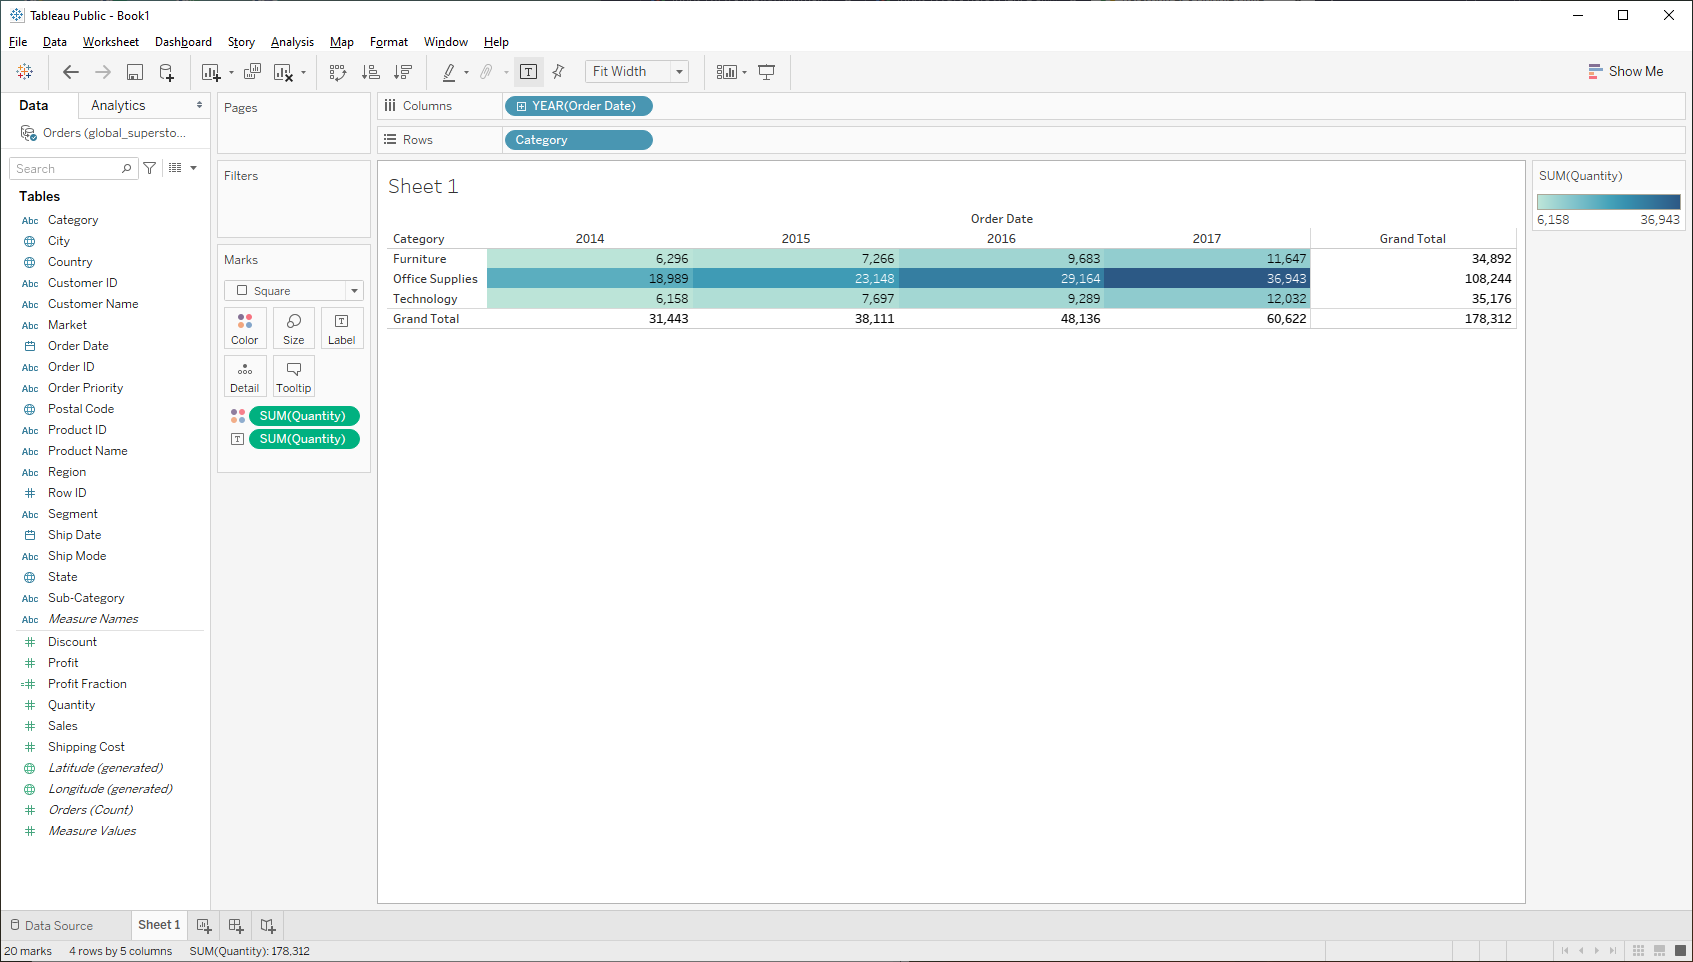 Tableau Public - Book1
File Data Worksheet Dashboard Story Analysis Map Format Window Help
Fit Width
Show Me
Data Analytics
Orders (global_supersto...
Search
Tables
Abc Category
City
Country
Abc Customer ID
Abc Customer Name
Abc Market
Order Date
Abc Order ID
Abc Order Priority
Postal Code
Abc Product ID
Abc Product Name
Abc Region
Row ID
Abc Segment
Ship Date
Abc Ship Mode
State
Abc Sub-Category
Abc Measure Names
Discount
Profit
Profit Fraction
Quantity
Sales
Shipping Cost
Latitude (generated)
Longitude (generated)
Orders (Count)
Measure Values
Pages
Filters
Marks
Square
Color Size Label
Detail Tooltip
SUM(Quantity)
SUM(Quantity)
Columns YEAR(Order Date)
Rows Category
Sheet 1
Order Date
Category 2014 2015 2016 2017 Grand Total
Furniture 6,296 7,266 9,683 11,647 34,892
Office Supplies 18,989 23,148 29,164 36,943 108,244
Technology 6,158 7,697 9,289 12,032 35,176
Grand Total 31,443 38,111 48,136 60,622 178,312
SUM(Quantity)
6,158 36,943
Data Source Sheet 1
20 marks 4 rows by 5 columns SUM(Quantity): 178,312